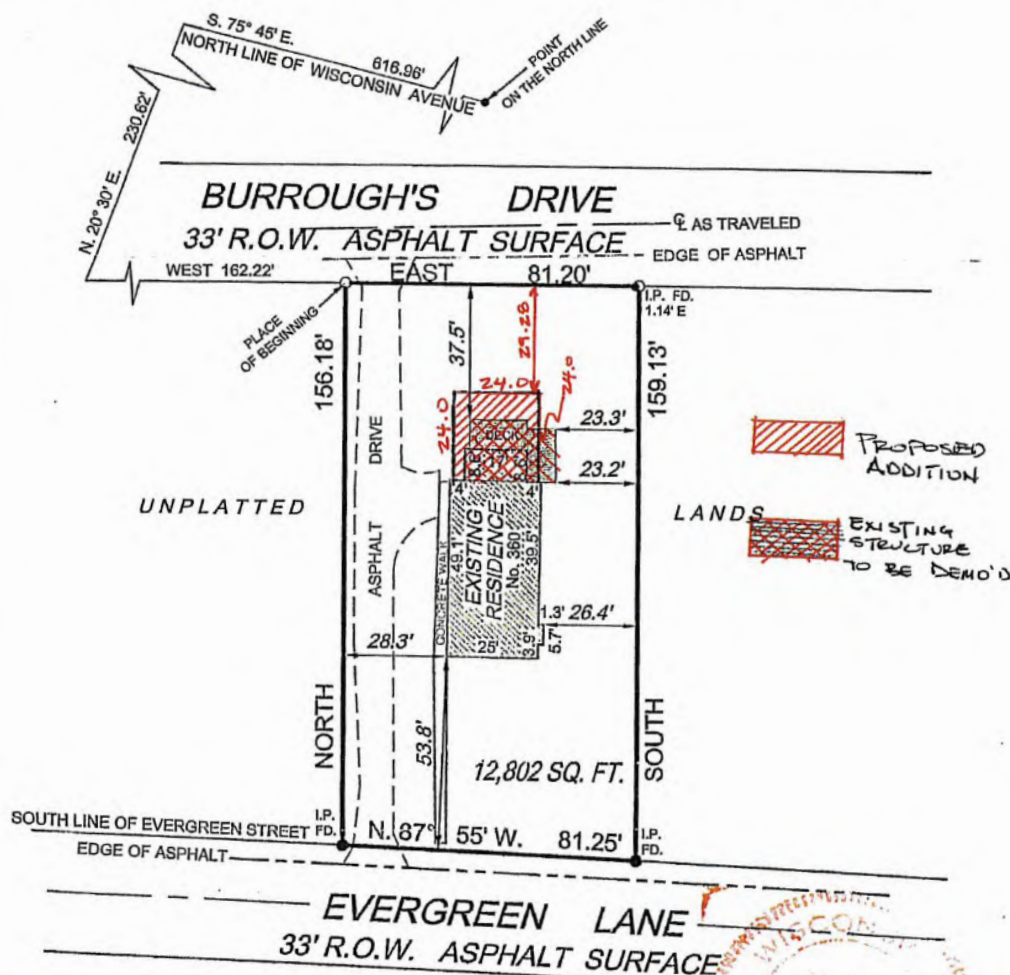 S. 75° 45' E.
616.96'
NORTH LINE OF WISCONSIN AVENUE
POINT
ON THE NORTH LINE
N. 20° 30' E. 230.62'
BURROUGH'S DRIVE
℄ AS TRAVELED
33' R.O.W. ASPHALT SURFACE
EDGE OF ASPHALT
WEST 162.22'
EAST 81.20'
I.P. FD.
1.14' E
PLACE
OF BEGINNING
156.18'
37.5'
29.28
159.13'
24.0
24.0
24.0
23.3'
DECK
23.2'
PROPOSED
ADDITION
UNPLATTED
LANDS
ASPHALT DRIVE
CONCRETE WALK
4'
4'
17'
49.1'
EXISTING
RESIDENCE
No. 360
39.5'
EXISTING
STRUCTURE
TO BE DEMO'D
1.3'
26.4'
5.7'
3.9'
25'
28.3'
53.8'
NORTH
SOUTH
12,802 SQ. FT.
SOUTH LINE OF EVERGREEN STREET
I.P.
FD.
N. 87° 55' W. 81.25'
I.P.
FD.
EDGE OF ASPHALT
EVERGREEN LANE
33' R.O.W. ASPHALT SURFACE
WISCON